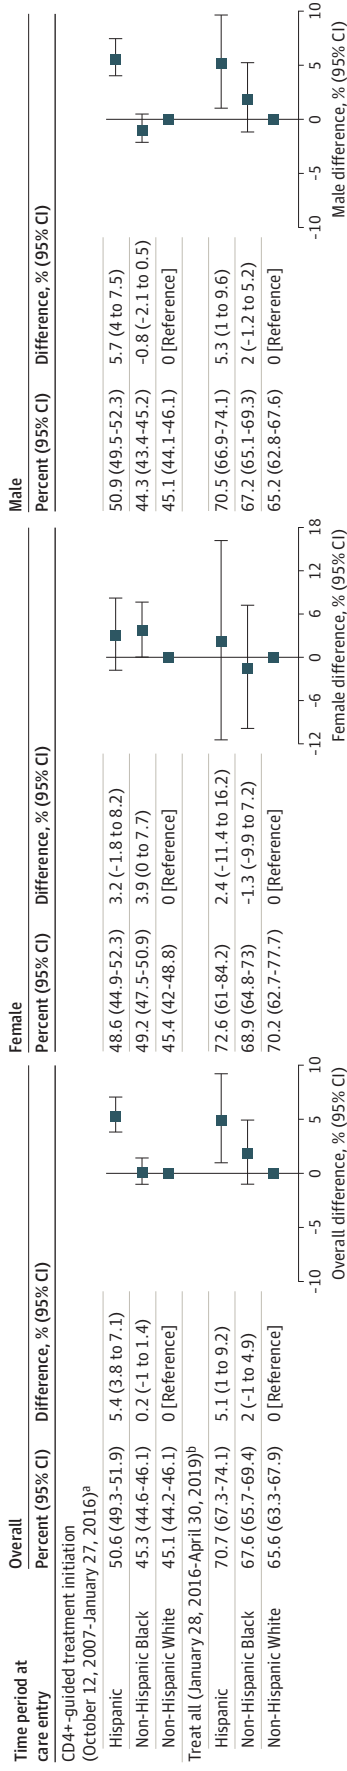 Time period at care entry
Overall
Percent (95% CI) Difference, % (95% CI)
Female
Percent (95% CI) Difference, % (95% CI)
Male
Percent (95% CI) Difference, % (95% CI)
CD4+-guided treatment initiation
(October 12, 2007-January 27, 2016)a
Hispanic 50.6 (49.3-51.9) 5.4 (3.8 to 7.1) 48.6 (44.9-52.3) 3.2 (-1.8 to 8.2) 50.9 (49.5-52.3) 5.7 (4 to 7.5)
Non-Hispanic Black 45.3 (44.6-46.1) 0.2 (-1 to 1.4) 49.2 (47.5-50.9) 3.9 (0 to 7.7) 44.3 (43.4-45.2) -0.8 (-2.1 to 0.5)
Non-Hispanic White 45.1 (44.2-46.1) 0 [Reference] 45.4 (42-48.8) 0 [Reference] 45.1 (44.1-46.1) 0 [Reference]
Treat all (January 28, 2016-April 30, 2019)b
Hispanic 70.7 (67.3-74.1) 5.1 (1 to 9.2) 72.6 (61-84.2) 2.4 (-11.4 to 16.2) 70.5 (66.9-74.1) 5.3 (1 to 9.6)
Non-Hispanic Black 67.6 (65.7-69.4) 2 (-1 to 4.9) 68.9 (64.8-73) -1.3 (-9.9 to 7.2) 67.2 (65.1-69.3) 2 (-1.2 to 5.2)
Non-Hispanic White 65.6 (63.3-67.9) 0 [Reference] 70.2 (62.7-77.7) 0 [Reference] 65.2 (62.8-67.6) 0 [Reference]
-10 -5 0 5 10
Overall difference, % (95% CI)
-12 -6 0 6 12 18
Female difference, % (95% CI)
-10 -5 0 5 10
Male difference, % (95% CI)